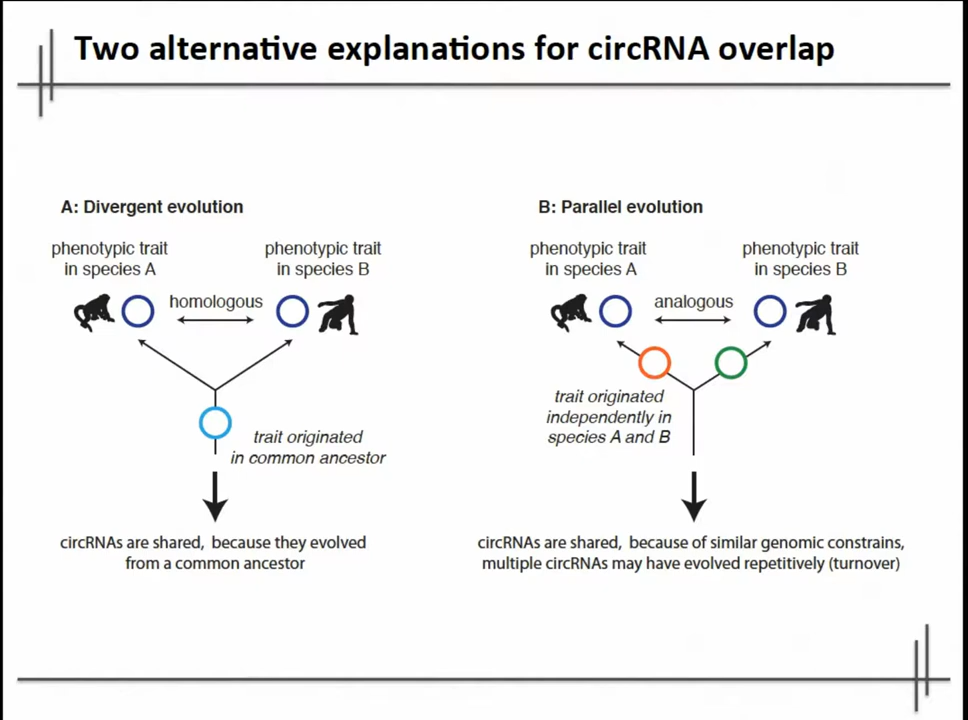 Two alternative explanations for circRNA overlap
A: Divergent evolution
phenotypic trait
in species A
phenotypic trait
in species B
homologous
trait originated
in common ancestor
circRNAs are shared, because they evolved
from a common ancestor
B: Parallel evolution
phenotypic trait
in species A
phenotypic trait
in species B
analogous
trait originated
independently in
species A and B
circRNAs are shared, because of similar genomic constrains,
multiple circRNAs may have evolved repetitively (turnover)